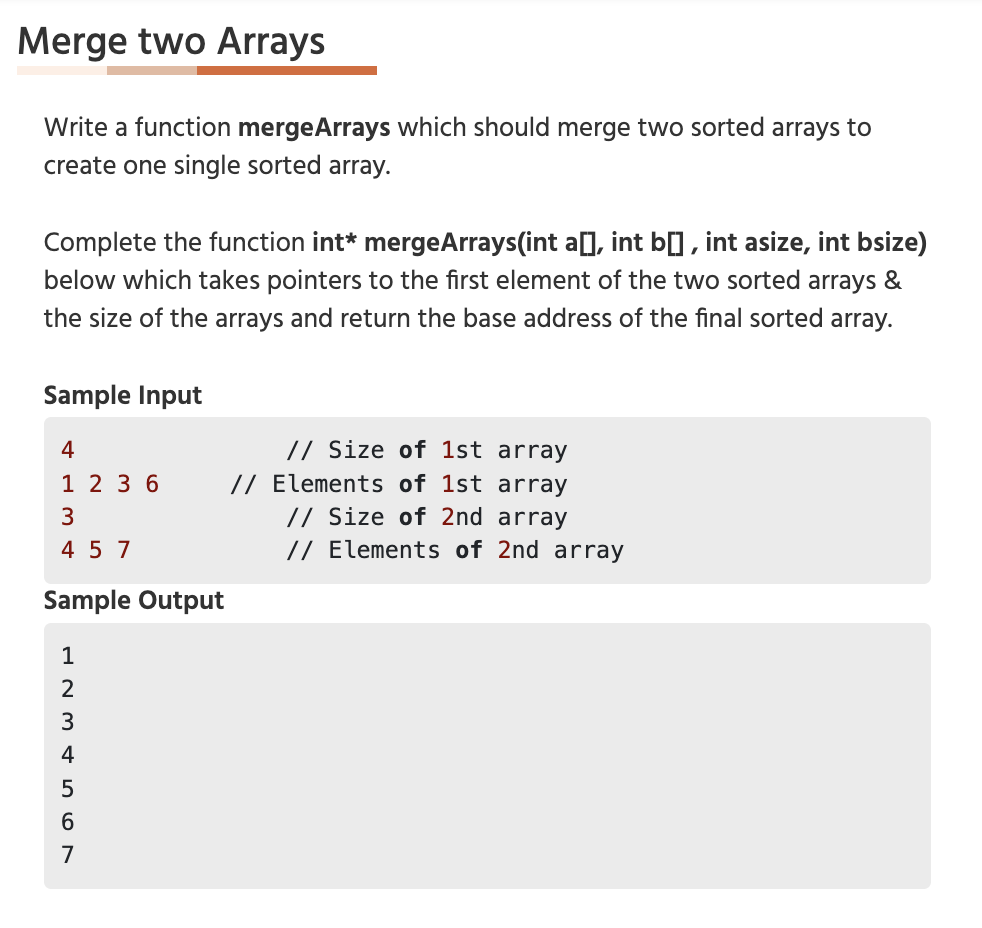 Merge two Arrays
Write a function mergeArrays which should merge two sorted arrays to
create one single sorted array.
Complete the function int* mergeArrays(int a[], int b[] , int asize, int bsize)
below which takes pointers to the first element of the two sorted arrays &
the size of the arrays and return the base address of the final sorted array.
Sample Input
4 // Size of 1st array
1 2 3 6 // Elements of 1st array
3 // Size of 2nd array
4 5 7 // Elements of 2nd array
Sample Output
1
2
3
4
5
6
7